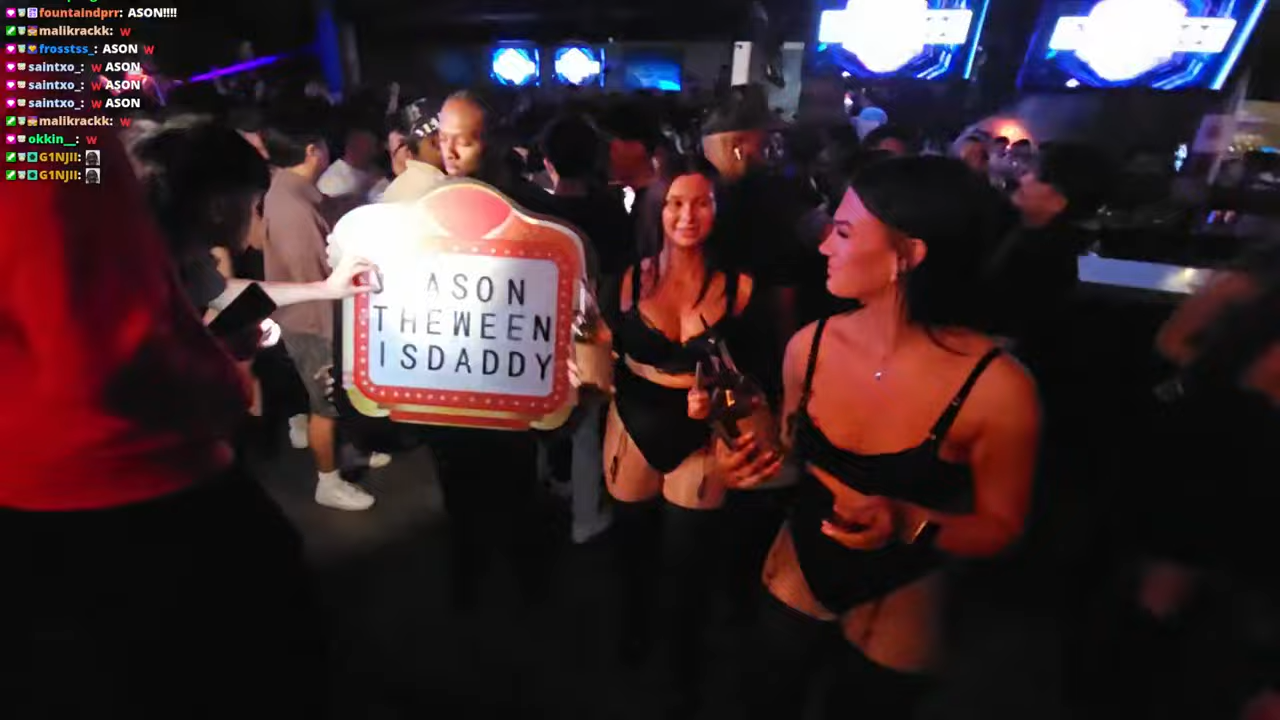 fountaindprr: ASON!!!!
malikrackk: W
frosstss_: ASON W
saintxo_: W ASON
saintxo_: W ASON
saintxo_: W ASON
malikrackk: W
okkin__: W
G1NJII:
G1NJII:
J ASON
THEWEEN
ISDADDY